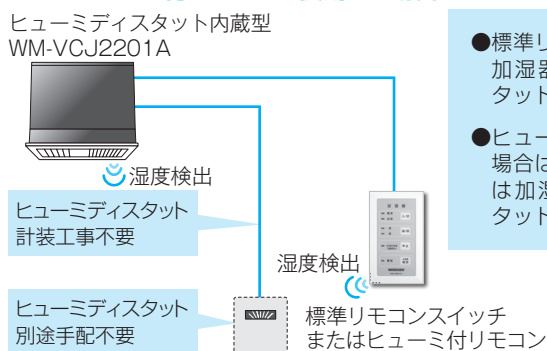 ヒューミディスタット内蔵型
WM-VCJ2201A
●標準リ
加湿器
タット
●ヒュー
場合は
は加湿
タット
湿度検出
ヒューミディスタット
計装工事不要
湿度検出
ヒューミディスタット
別途手配不要
標準リモコンスイッチ
またはヒューミ付リモコン